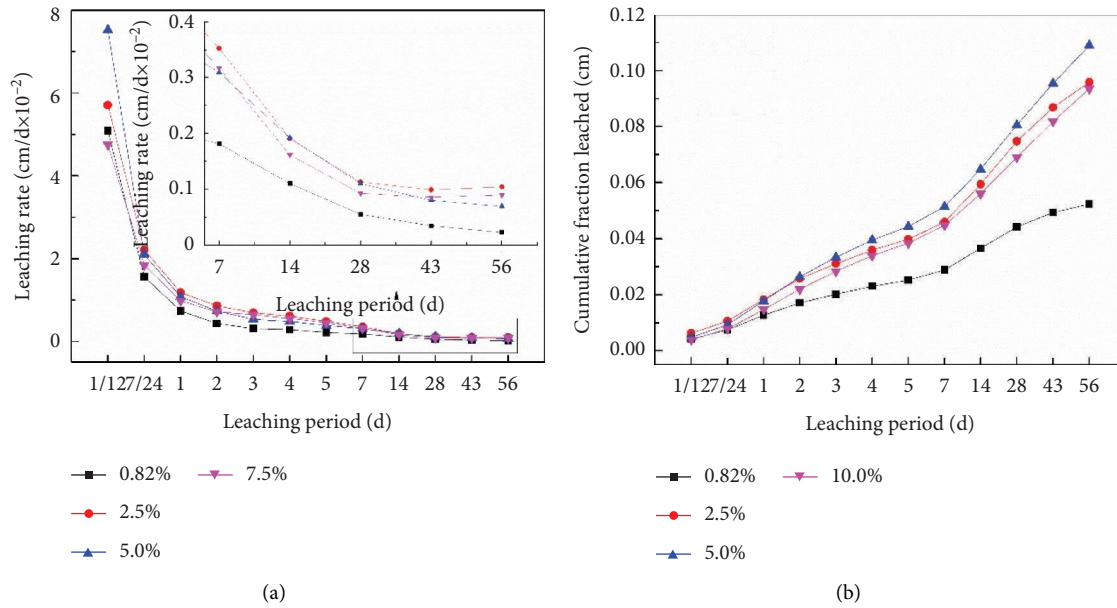 8
6
4
2
0
Leaching rate (cm/d×10⁻²)
0.4
0.3
0.2
0.1
0
Leaching rate (cm/d×10⁻²)
7 14 28 43 56
Leaching period (d)
1/12 7/24 1 2 3 4 5 7 14 28 43 56
Leaching period (d)
0.82% 7.5%
2.5%
5.0%
(a)
0.12
0.10
0.08
0.06
0.04
0.02
0.00
Cumulative fraction leached (cm)
1/12 7/24 1 2 3 4 5 7 14 28 43 56
Leaching period (d)
0.82% 10.0%
2.5%
5.0%
(b)